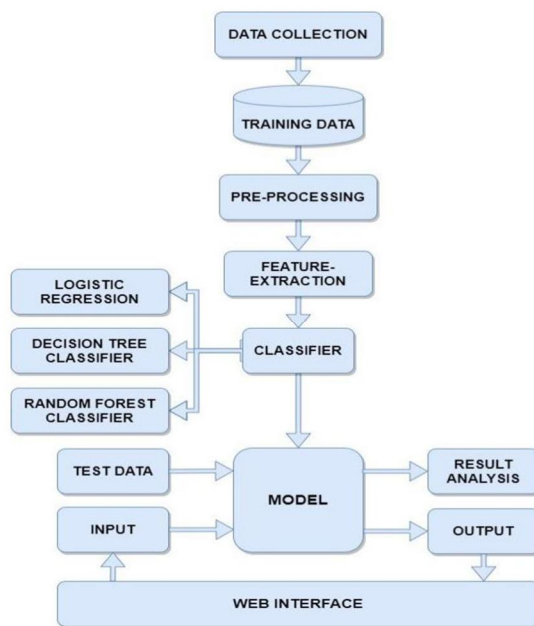 DATA COLLECTION
TRAINING DATA
PRE-PROCESSING
FEATURE-
EXTRACTION
LOGISTIC
REGRESSION
DECISION TREE
CLASSIFIER
CLASSIFIER
RANDOM FOREST
CLASSIFIER
TEST DATA
MODEL
RESULT
ANALYSIS
INPUT
OUTPUT
WEB INTERFACE